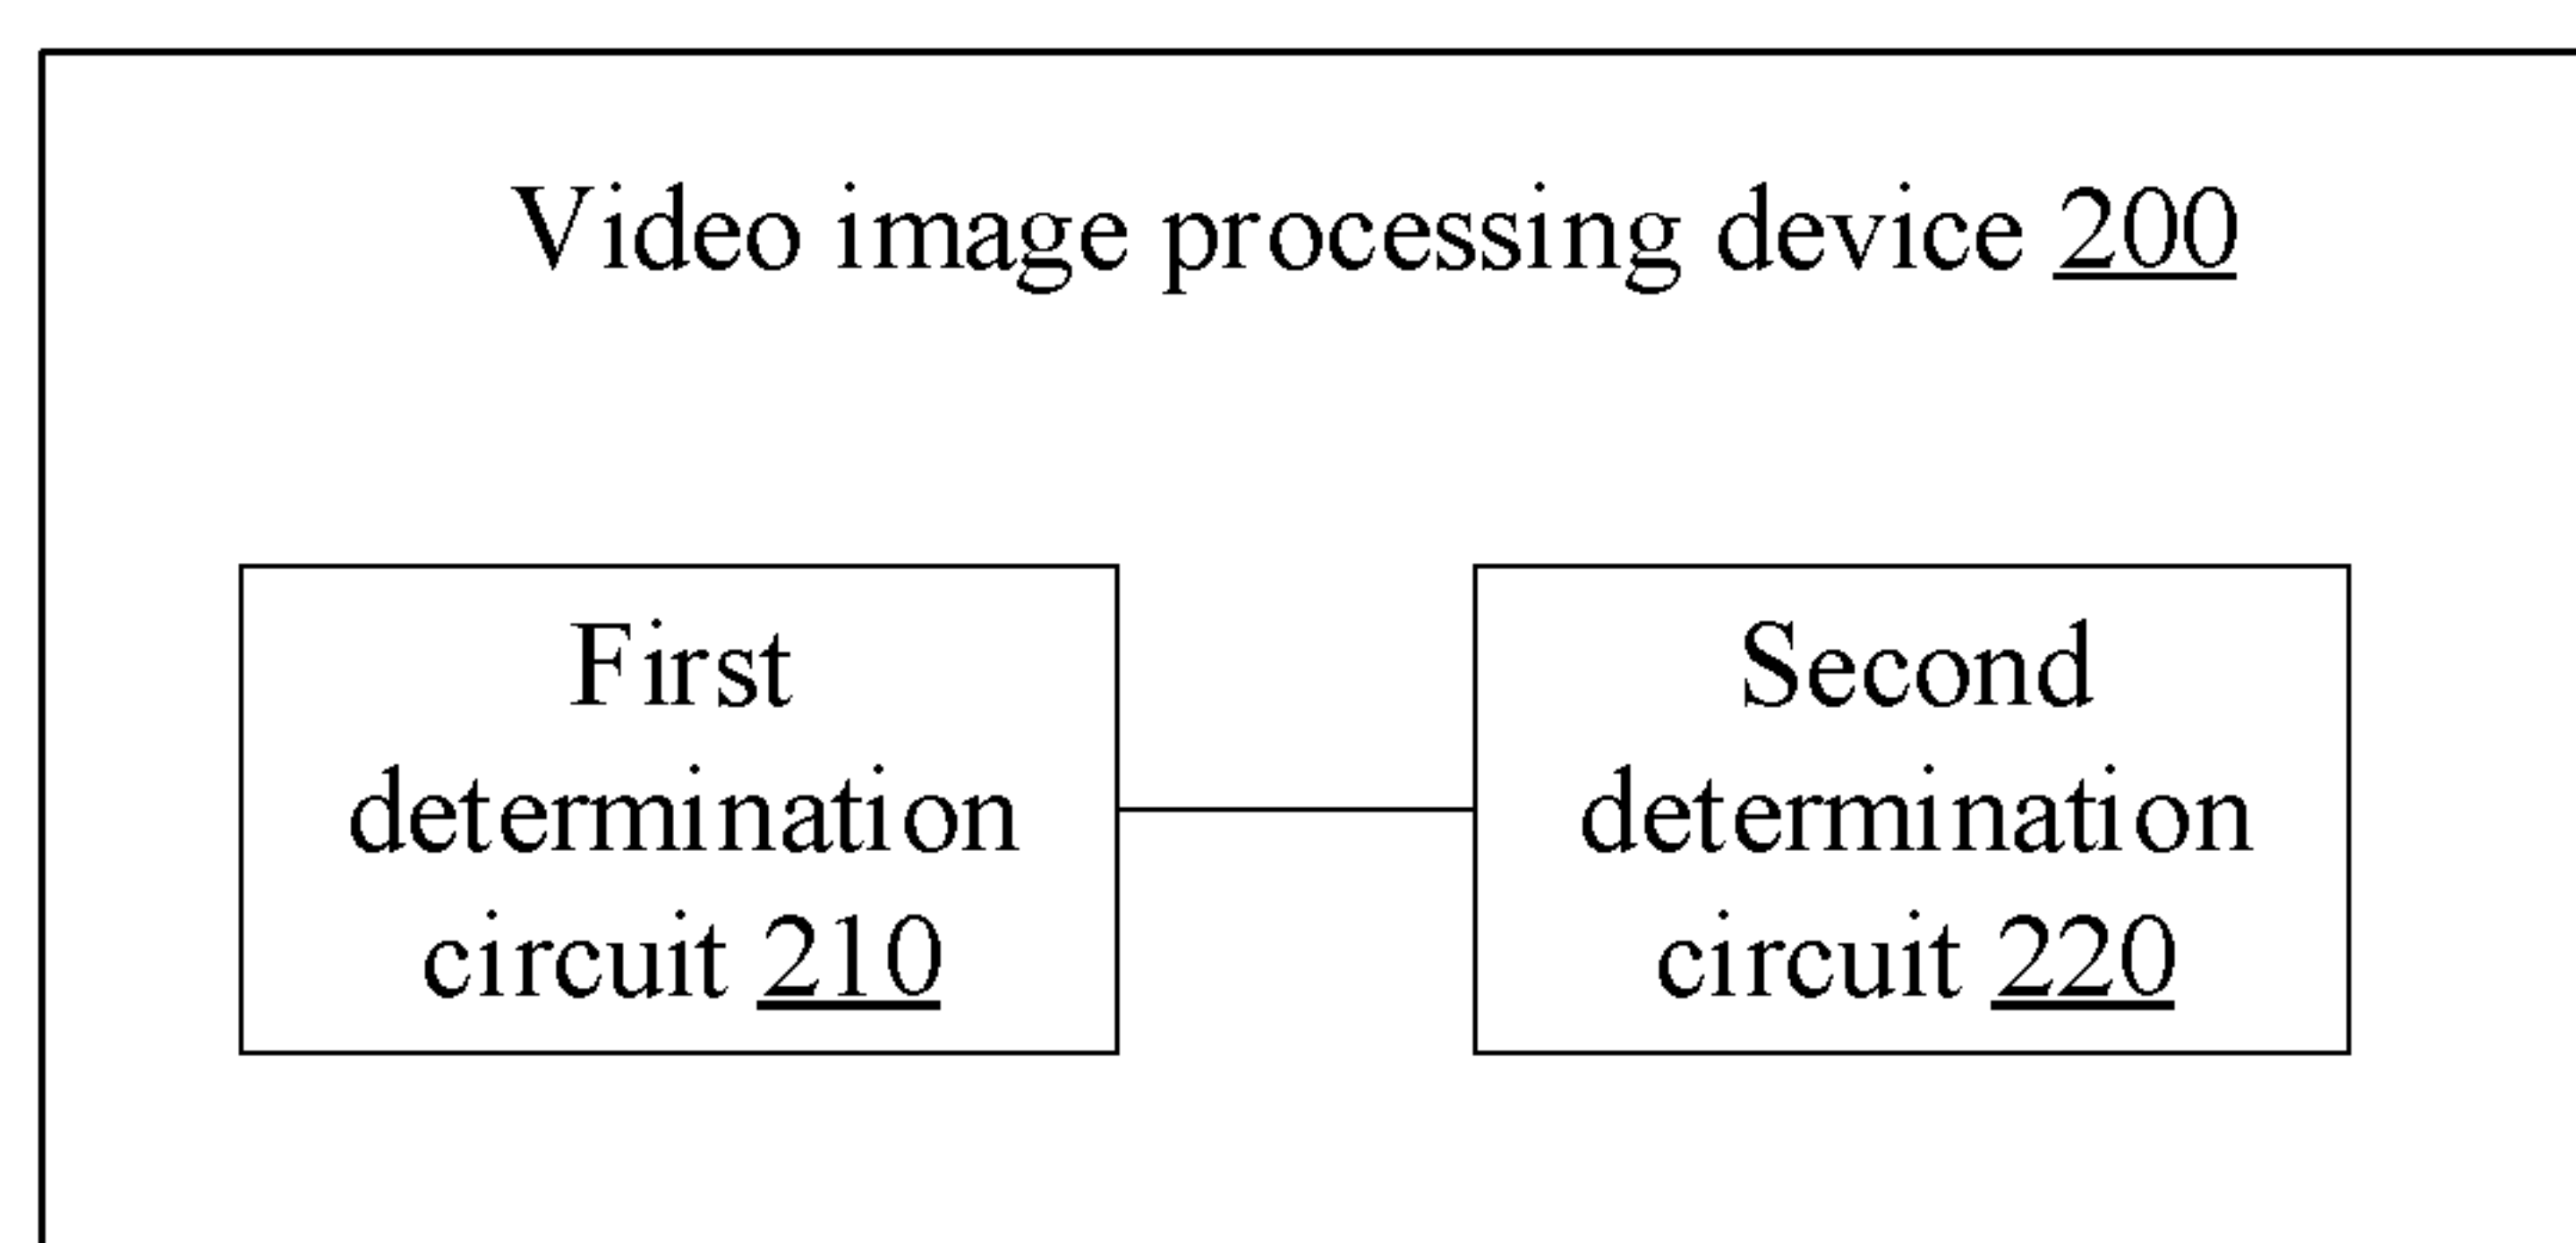 Video image processing device 200
First
determination
circuit 210
Second
determination
circuit 220